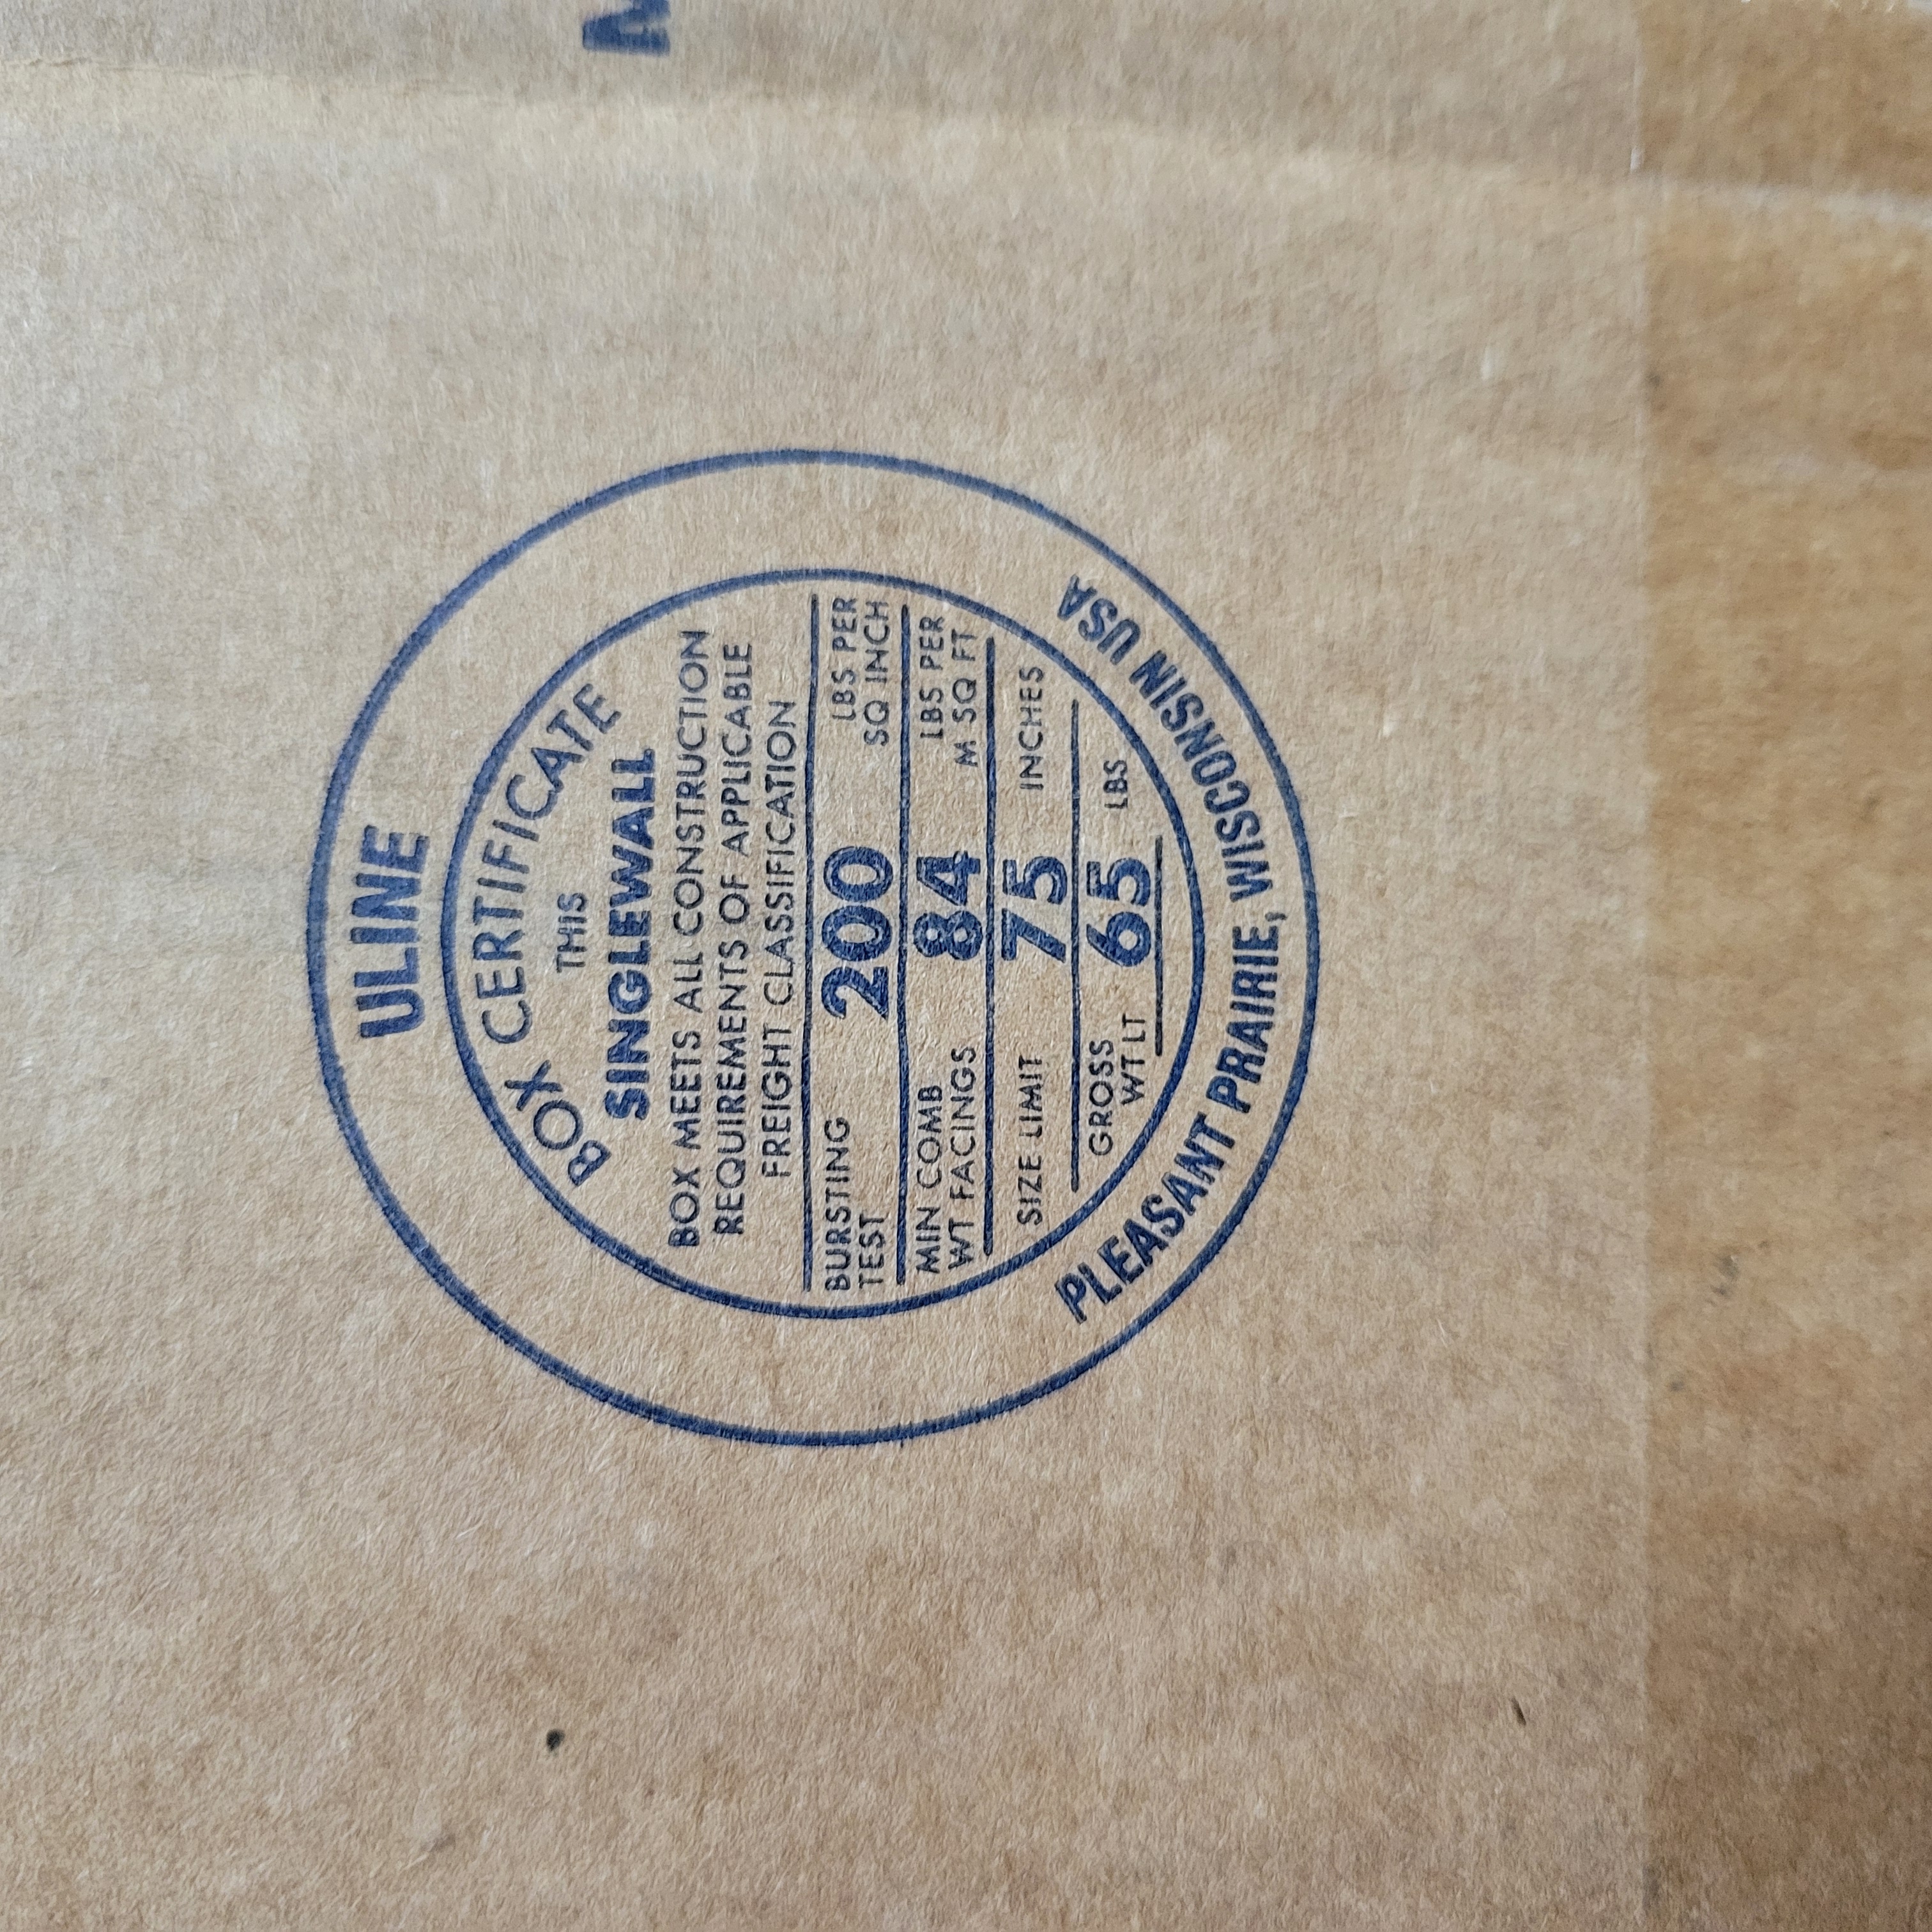 ULINE
BOX CERTIFICATE
THIS
SINGLEWALL
BOX MEETS ALL CONSTRUCTION
REQUIREMENTS OF APPLICABLE
FREIGHT CLASSIFICATION
BURSTING TEST 200 LBS PER SQ INCH
MIN COMB WT FACINGS 84 LBS PER M SQ FT
SIZE LIMIT 75 INCHES
GROSS WT LT 65 LBS
PLEASANT PRAIRIE, WISCONSIN USA